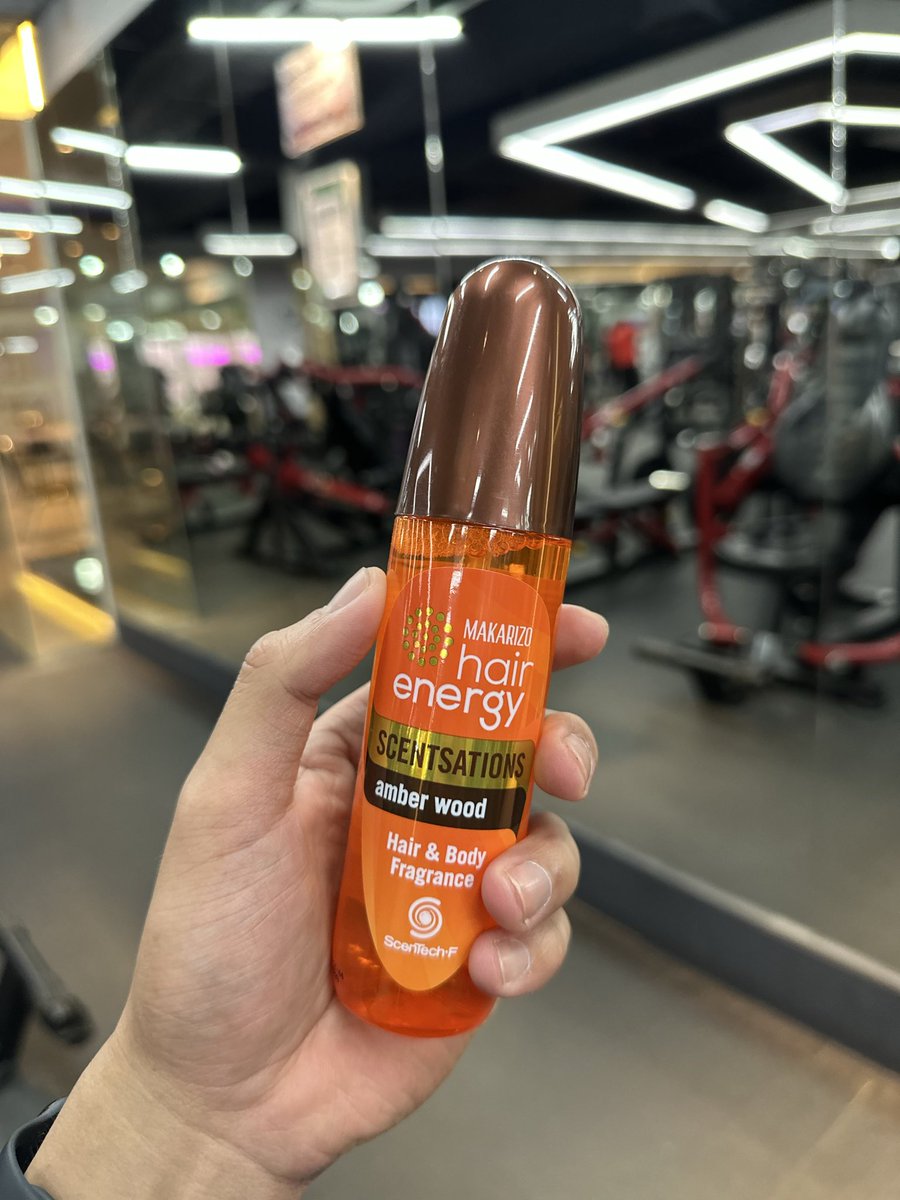 MAKARIZO
hair
energy
SCENTSATIONS
amber wood
Hair & Body
Fragrance
ScenTech-F